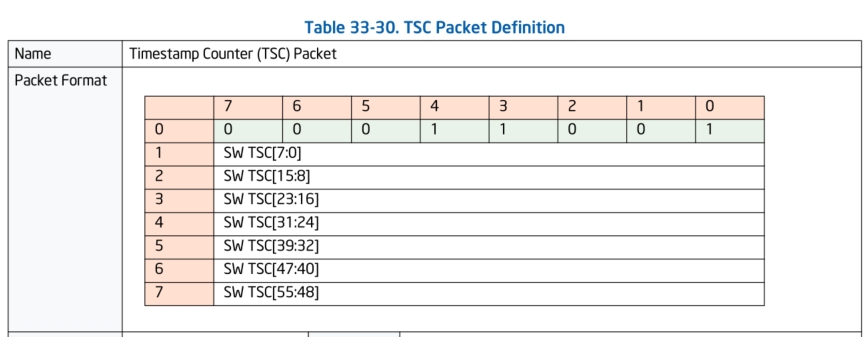 Table 33-30. TSC Packet Definition
Name Timestamp Counter (TSC) Packet
Packet Format
7 6 5 4 3 2 1 0
0 0 0 0 1 1 0 0 1
1 SW TSC[7:0]
2 SW TSC[15:8]
3 SW TSC[23:16]
4 SW TSC[31:24]
5 SW TSC[39:32]
6 SW TSC[47:40]
7 SW TSC[55:48]